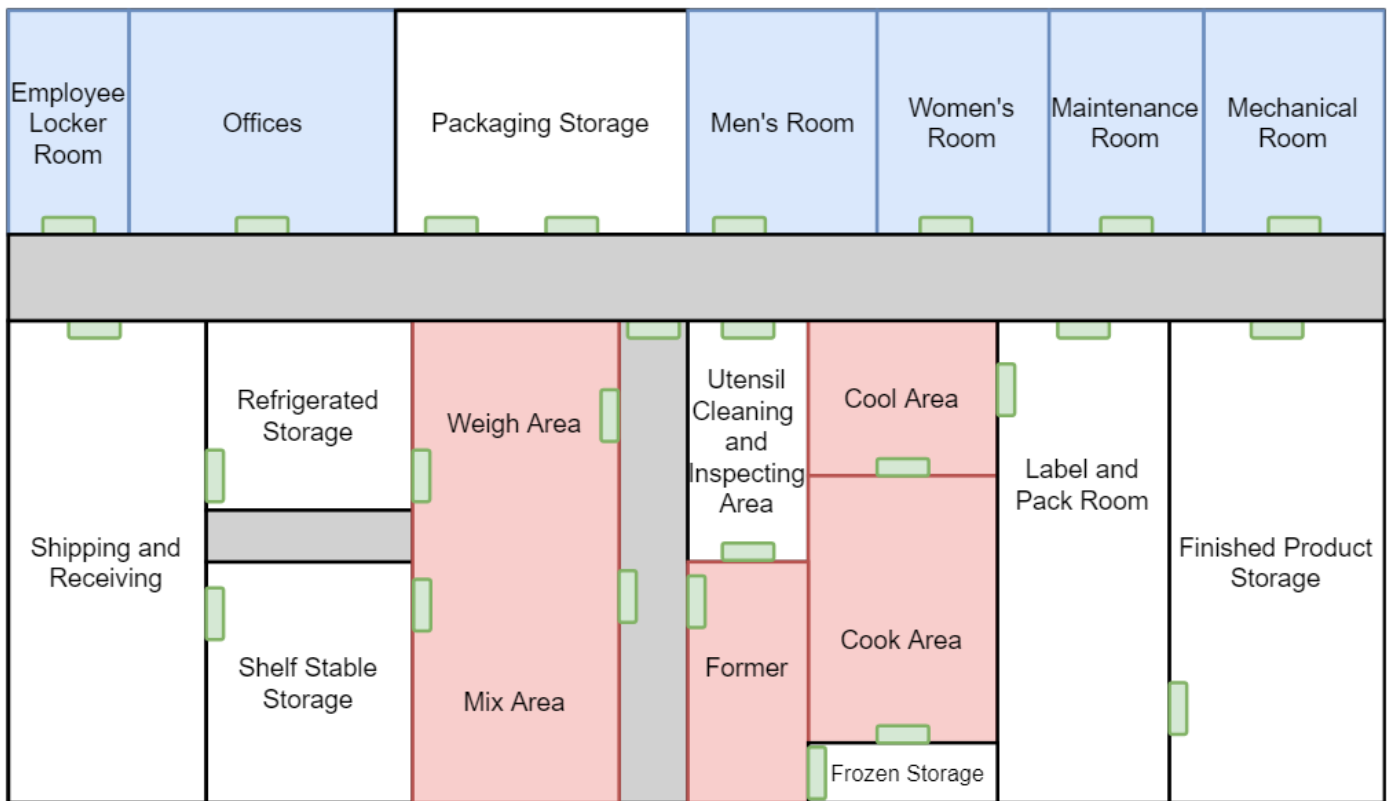 Employee
Locker
Room
Offices
Packaging Storage
Men's Room
Women's
Room
Maintenance
Room
Mechanical
Room
Refrigerated
Storage
Weigh Area
Utensil
Cleaning
and
Inspecting
Area
Cool Area
Label and
Pack Room
Shipping and
Receiving
Finished Product
Storage
Shelf Stable
Storage
Mix Area
Former
Cook Area
Frozen Storage